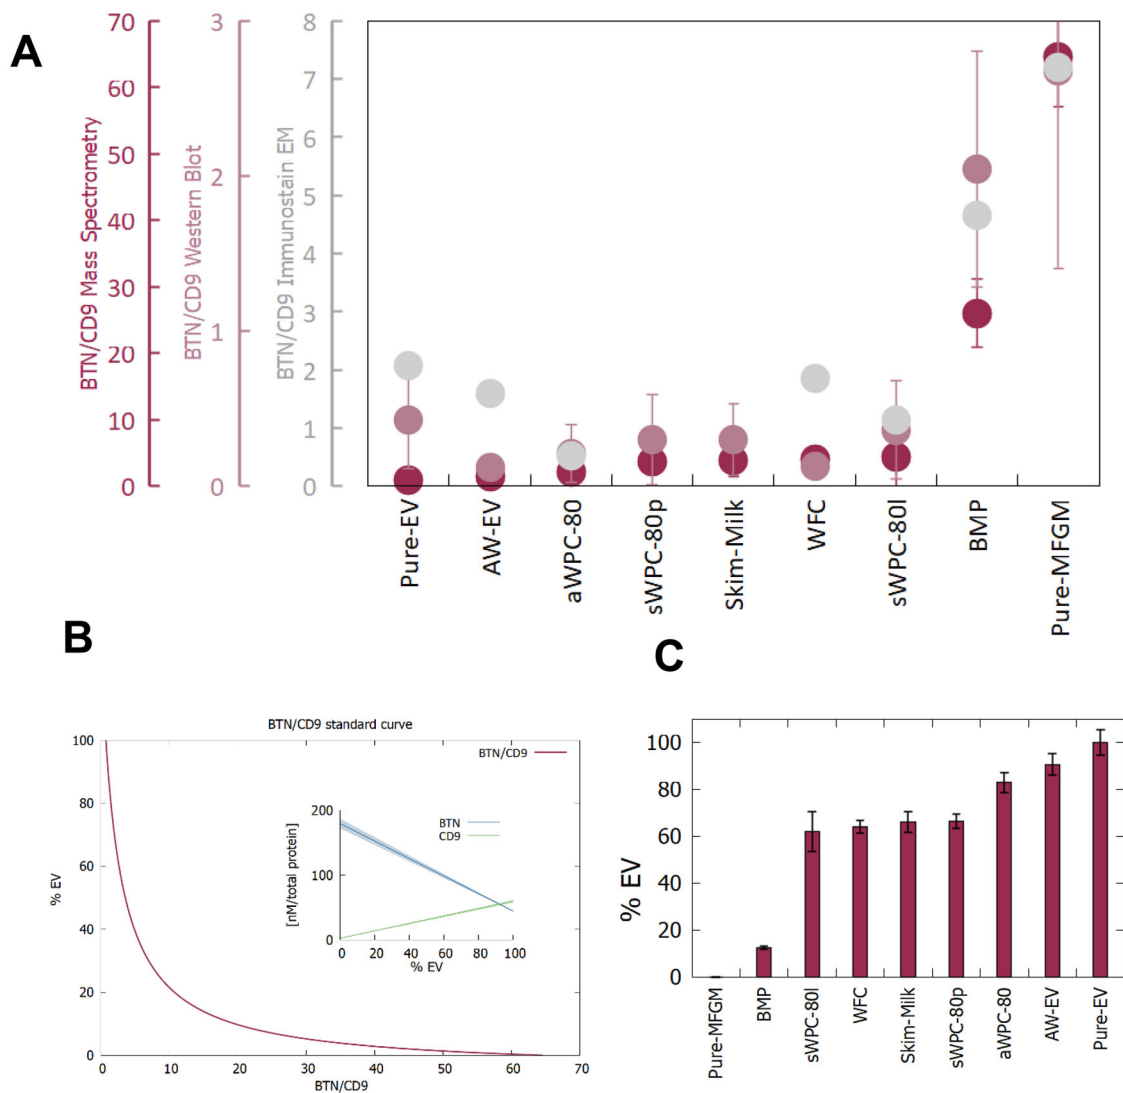 A
BTN/CD9 Mass Spectrometry
70
60
50
40
30
20
10
0
BTN/CD9 Western Blot
3
2
1
0
BTN/CD9 Immunostain EM
8
7
6
5
4
3
2
1
0
Pure-EV
AW-EV
aWPC-80
sWPC-80p
Skim-Milk
WFC
sWPC-80l
BMP
Pure-MFGM
B
BTN/CD9 standard curve
BTN/CD9
% EV
100
80
60
40
20
0
0 10 20 30 40 50 60 70
BTN/CD9
[nM/total protein]
200
100
0
BTN
CD9
0 20 40 60 80 100
% EV
C
% EV
100
80
60
40
20
0
Pure-MFGM
BMP
sWPC-80l
WFC
Skim-Milk
sWPC-80p
aWPC-80
AW-EV
Pure-EV